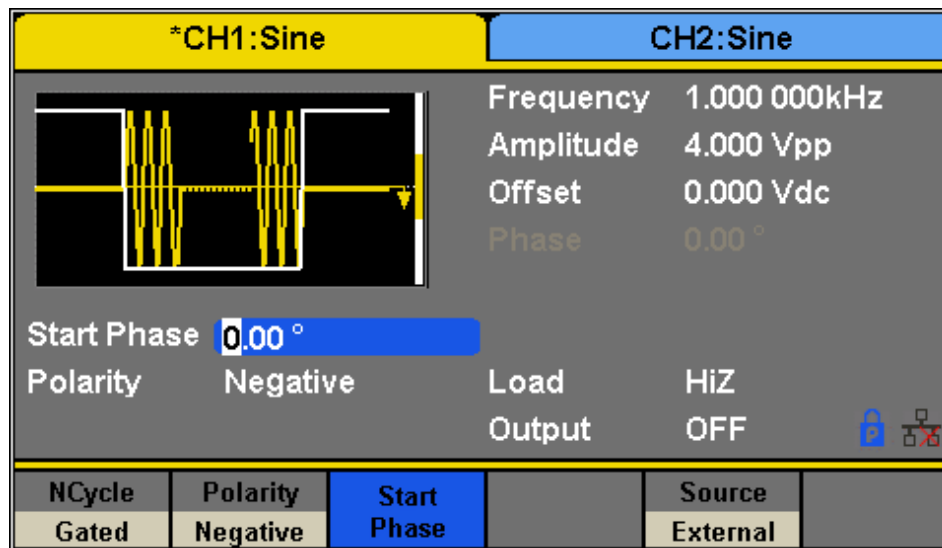 *CH1:Sine CH2:Sine
Frequency 1.000 000kHz
Amplitude 4.000 Vpp
Offset 0.000 Vdc
Phase 0.00 °
Start Phase 0.00 °
Polarity Negative Load HiZ
Output OFF P
NCycle Polarity Start Phase Source
Gated Negative External